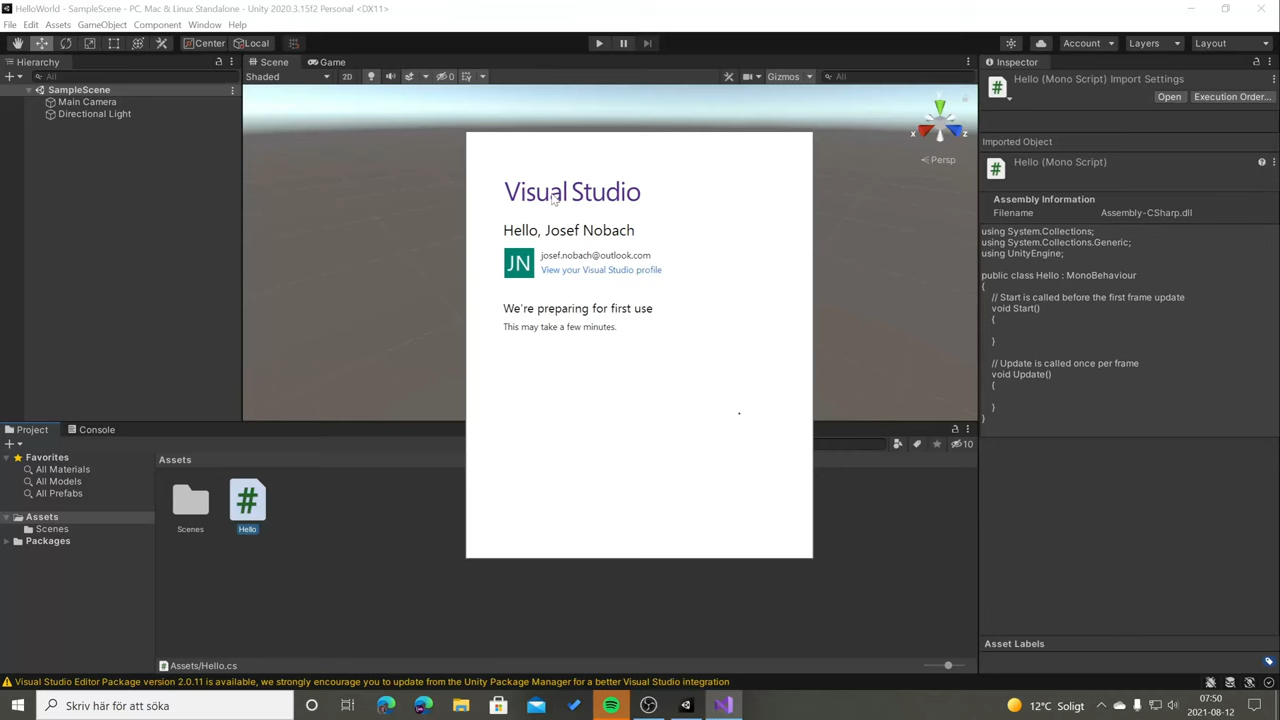 HelloWorld - SampleScene - PC, Mac & Linux Standalone - Unity 2020.3.15f2 Personal <DX11>
File Edit Assets GameObject Component Window Help
Center Local
Account Layers Layout
Hierarchy
All
SampleScene
Main Camera
Directional Light
Scene Game
Shaded 2D 0 Gizmos All
Persp
Visual Studio
Hello, Josef Nobach
JN
josef.nobach@outlook.com
View your Visual Studio profile
We're preparing for first use
This may take a few minutes.
Inspector
Hello (Mono Script) Import Settings
Open Execution Order...
Imported Object
Hello (Mono Script)
Assembly Information
Filename Assembly-CSharp.dll
using System.Collections;
using System.Collections.Generic;
using UnityEngine;
public class Hello : MonoBehaviour
{
// Start is called before the first frame update
void Start()
{
}
// Update is called once per frame
void Update()
{
}
}
Project Console
10
Favorites
All Materials
All Models
All Prefabs
Assets
Scenes
Packages
Assets
Scenes
Hello
Assets/Hello.cs
Asset Labels
Visual Studio Editor Package version 2.0.11 is available, we strongly encourage you to update from the Unity Package Manager for a better Visual Studio integration
Skriv här för att söka
12°C Soligt
07:50
2021-08-12